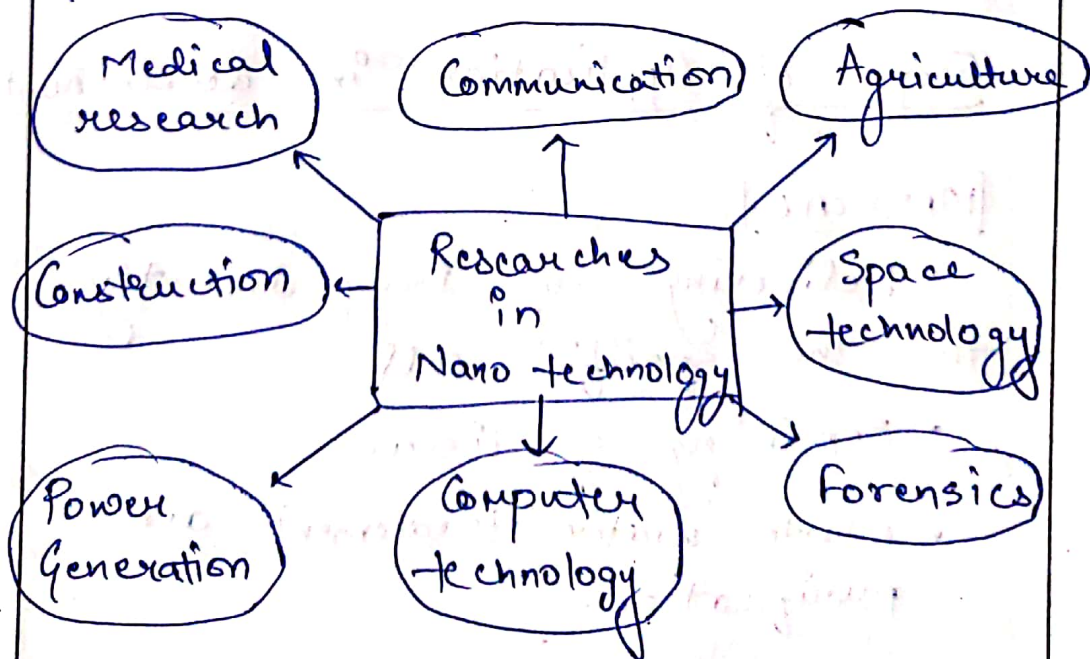 Medical
research
Communication
Agriculture
Construction
Researches
in
Nano technology
Space
technology
Power
Generation
Computer
technology
Forensics